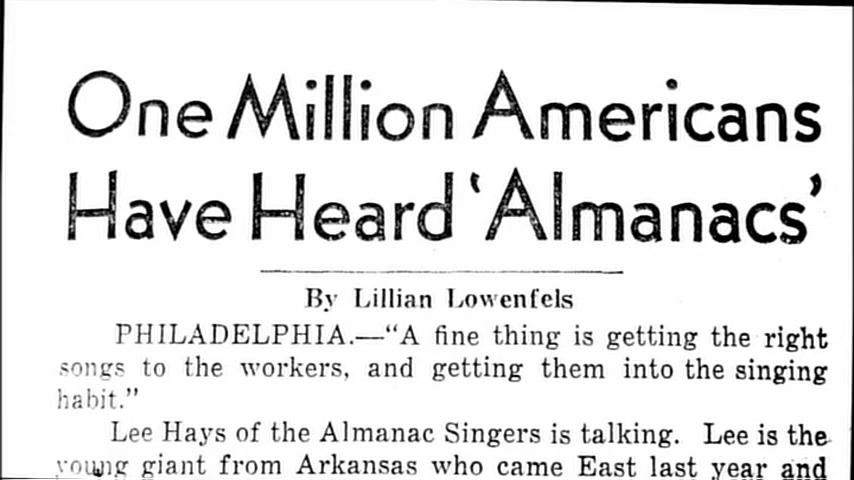 One Million Americans
Have Heard 'Almanacs'
By Lillian Lowenfels
PHILADELPHIA.—"A fine thing is getting the right
songs to the workers, and getting them into the singing
habit."
Lee Hays of the Almanac Singers is talking. Lee is the
young giant from Arkansas who came East last year and